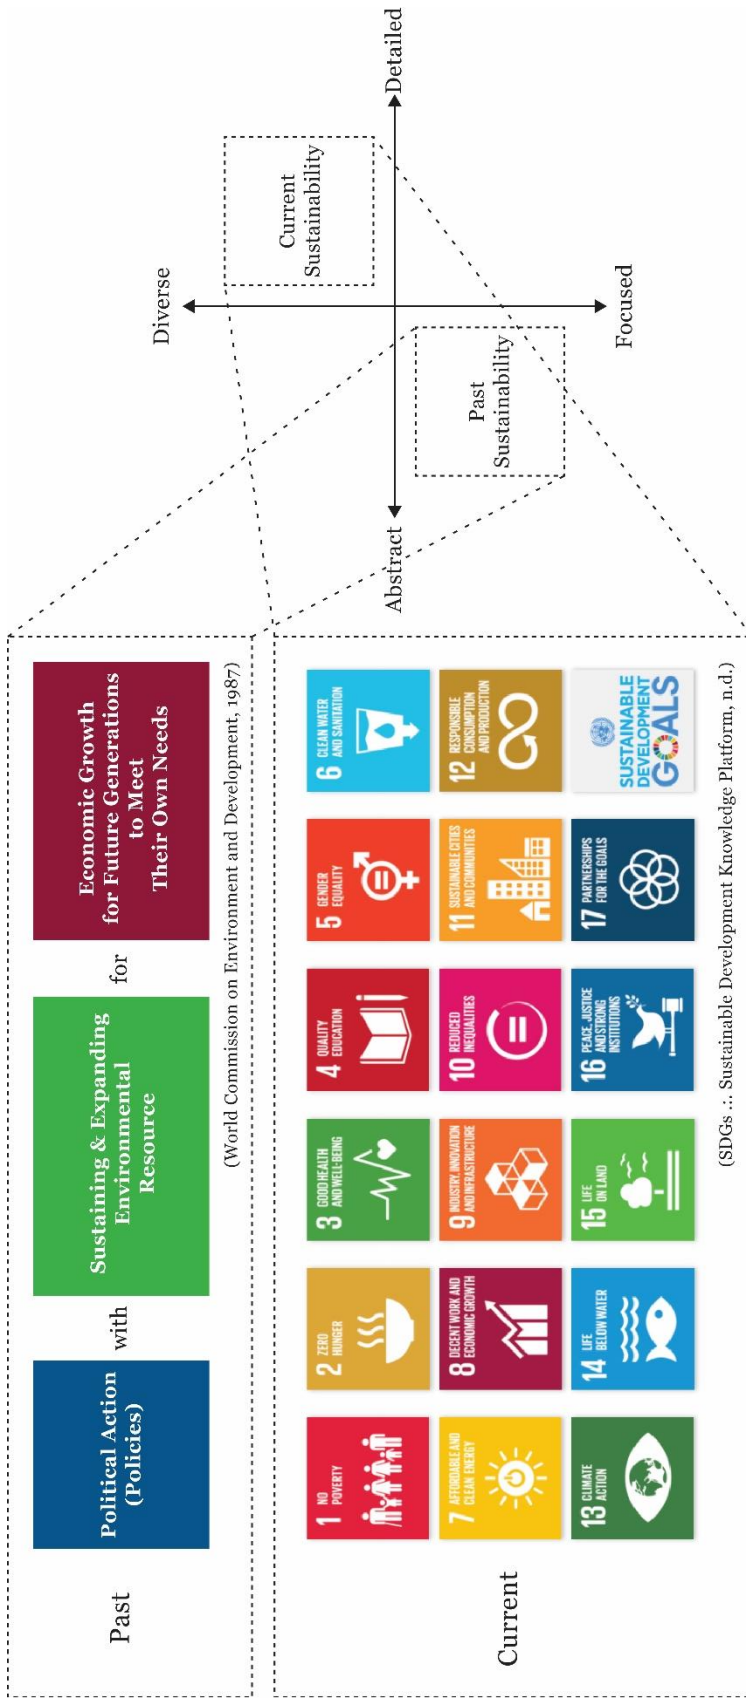 Past
Political Action
(Policies)
with
Sustaining & Expanding
Environmental
Resource
for
Economic Growth
for Future Generations
to Meet
Their Own Needs
(World Commission on Environment and Development, 1987)
Current
1 NO
POVERTY
2 ZERO
HUNGER
3 GOOD HEALTH
AND WELL-BEING
4 QUALITY
EDUCATION
5 GENDER
EQUALITY
6 CLEAN WATER
AND SANITATION
7 AFFORDABLE AND
CLEAN ENERGY
8 DECENT WORK AND
ECONOMIC GROWTH
9 INDUSTRY, INNOVATION
AND INFRASTRUCTURE
10 REDUCED
INEQUALITIES
11 SUSTAINABLE CITIES
AND COMMUNITIES
12 RESPONSIBLE
CONSUMPTION
AND PRODUCTION
13 CLIMATE
ACTION
14 LIFE
BELOW WATER
15 LIFE
ON LAND
16 PEACE, JUSTICE
AND STRONG
INSTITUTIONS
17 PARTNERSHIPS
FOR THE GOALS
SUSTAINABLE
DEVELOPMENT
GOALS
(SDGs .:. Sustainable Development Knowledge Platform, n.d.)
Diverse
Current
Sustainability
Abstract
Detailed
Past
Sustainability
Focused